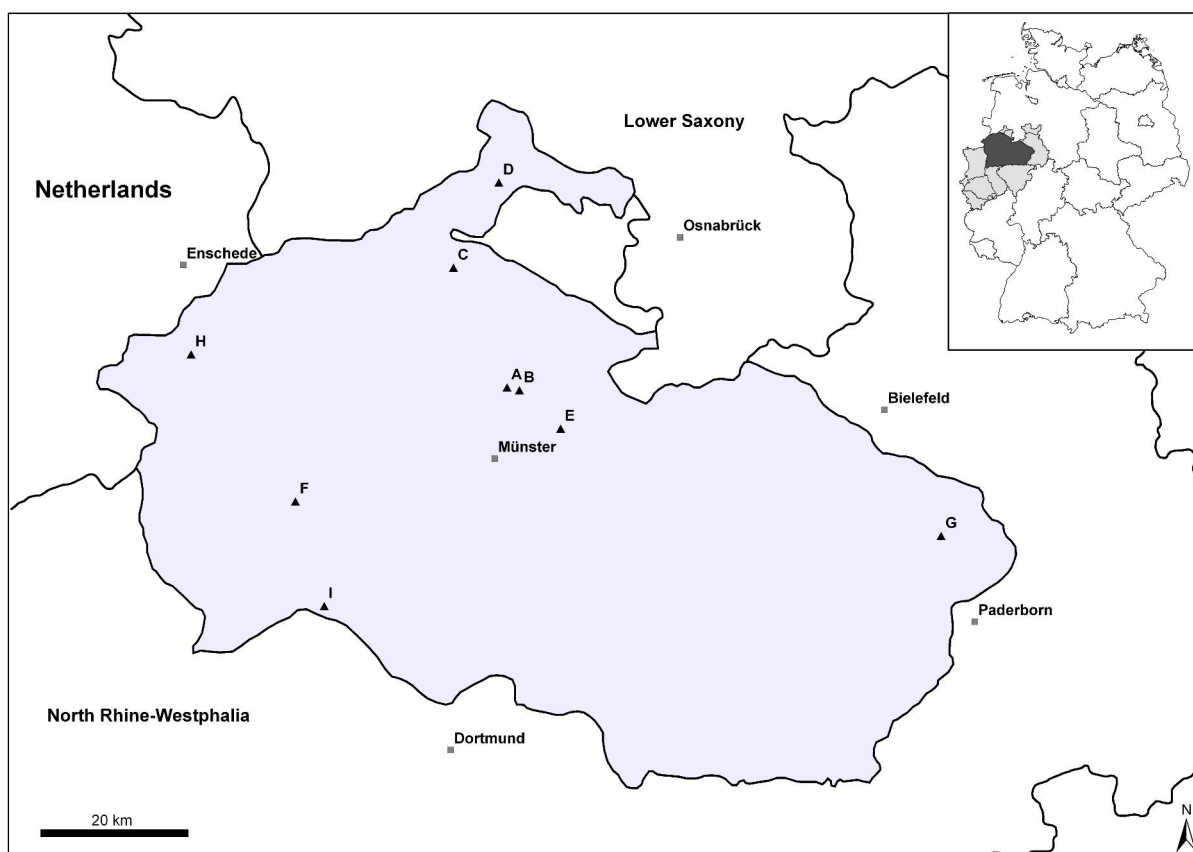 Lower Saxony
Netherlands
D
Osnabrück
Enschede
C
H
A
B
Bielefeld
E
Münster
F
G
I
Paderborn
North Rhine-Westphalia
Dortmund
20 km
N